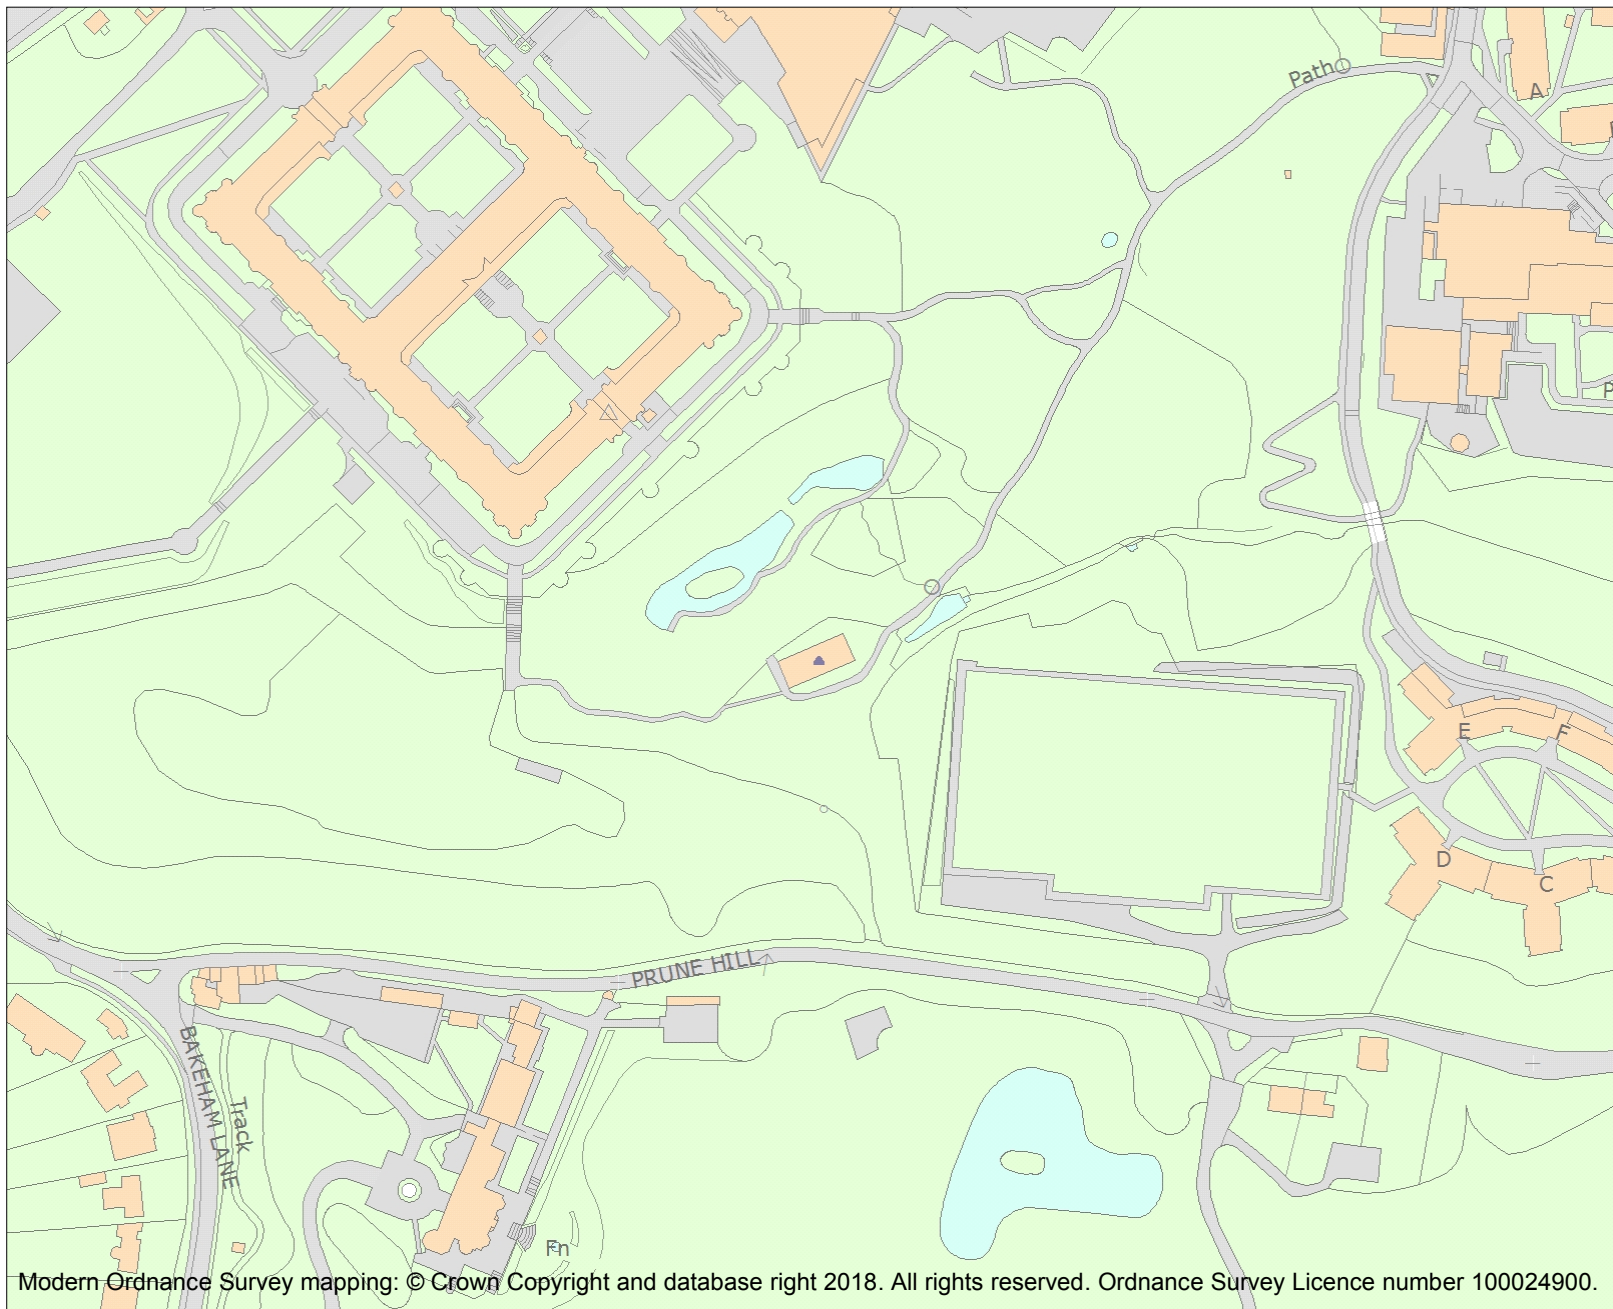 Path
A
P
E
F
D
C
PRUNE HILL
BAKEHAM LANE
Track
Fn
Modern Ordnance Survey mapping: © Crown Copyright and database right 2018. All rights reserved. Ordnance Survey Licence number 100024900.